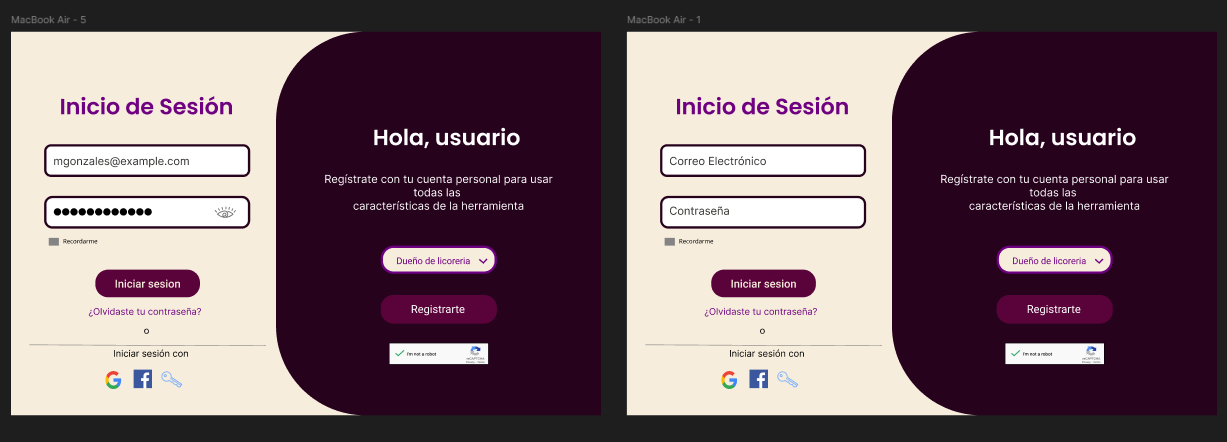 MacBook Air - 5
Inicio de Sesión
mgonzales@example.com
Recordarme
Iniciar sesion
¿Olvidaste tu contraseña?
o
Iniciar sesión con
Hola, usuario
Regístrate con tu cuenta personal para usar
todas las
características de la herramienta
Dueño de licoreria
Registrarte
I'm not a robot
reCAPTCHA
MacBook Air - 1
Inicio de Sesión
Correo Electrónico
Contraseña
Recordarme
Iniciar sesion
¿Olvidaste tu contraseña?
o
Iniciar sesión con
Hola, usuario
Regístrate con tu cuenta personal para usar
todas las
características de la herramienta
Dueño de licoreria
Registrarte
I'm not a robot
reCAPTCHA